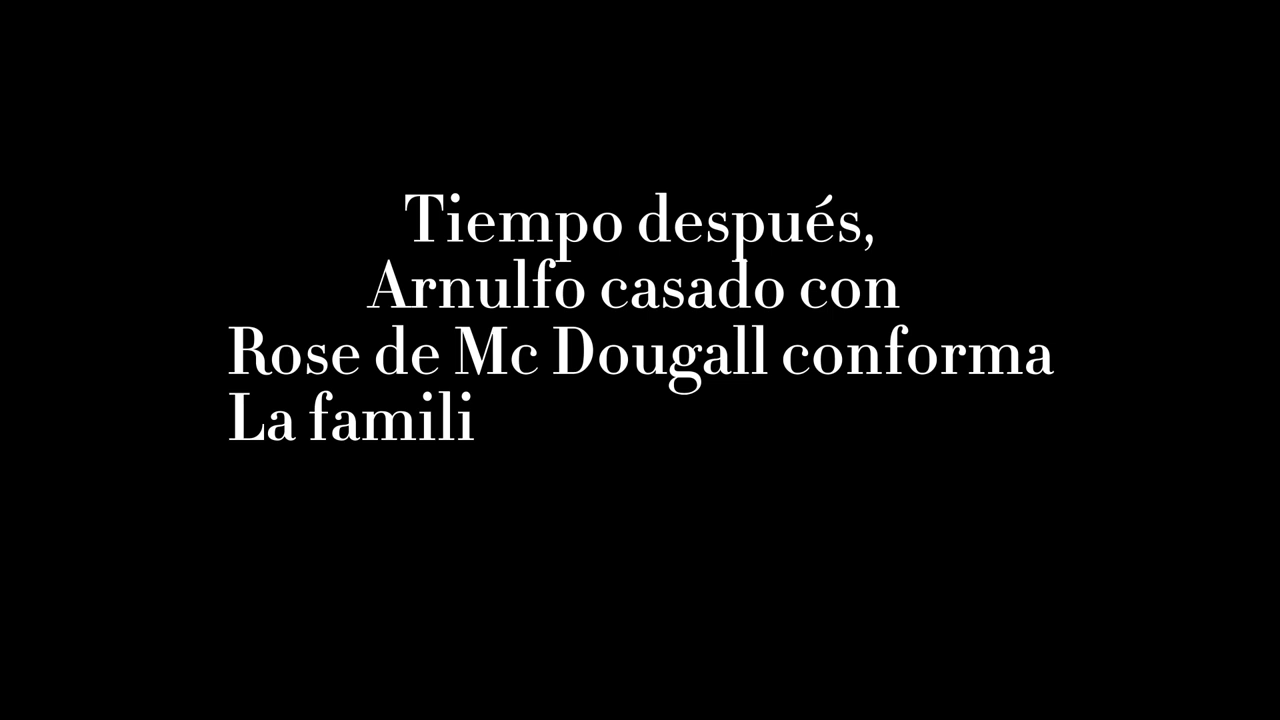 Tiempo después,
Arnulfo casado con
Rose de Mc Dougall conforma
La famili